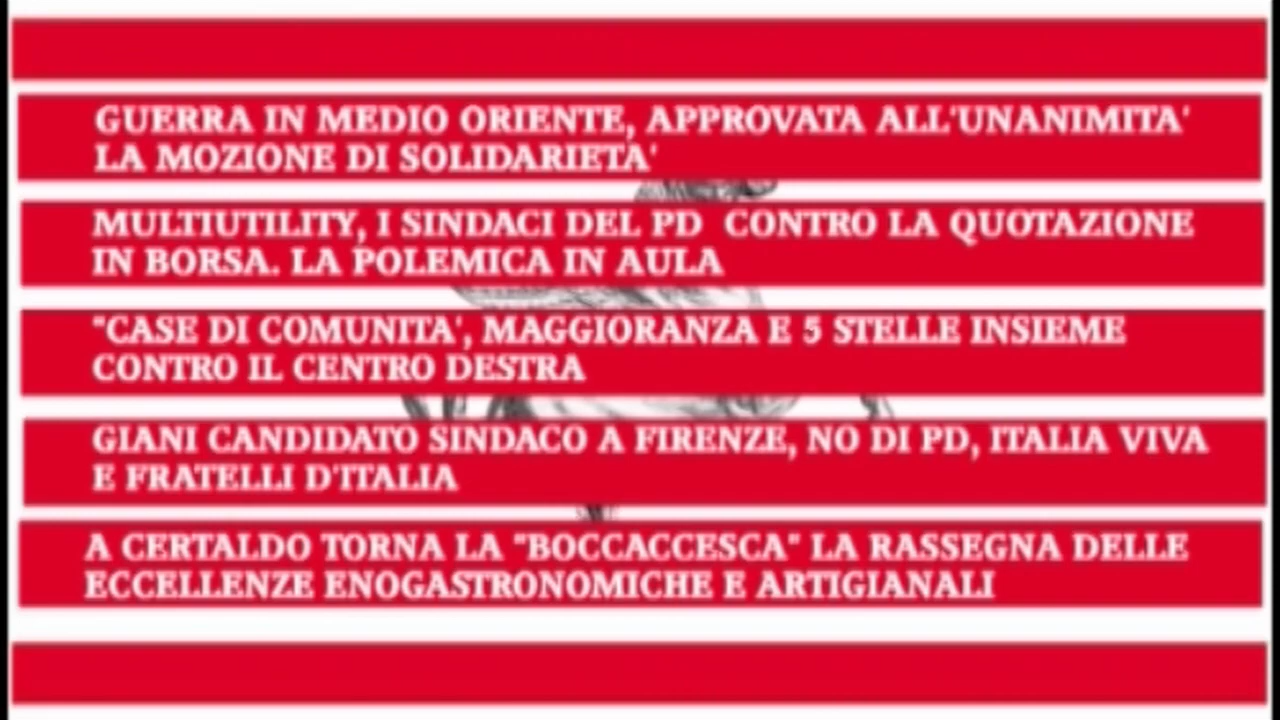 GUERRA IN MEDIO ORIENTE, APPROVATA ALL'UNANIMITA'
LA MOZIONE DI SOLIDARIETA'
MULTIUTILITY, I SINDACI DEL PD CONTRO LA QUOTAZIONE
IN BORSA. LA POLEMICA IN AULA
"CASE DI COMUNITA', MAGGIORANZA E 5 STELLE INSIEME
CONTRO IL CENTRO DESTRA
GIANI CANDIDATO SINDACO A FIRENZE, NO DI PD, ITALIA VIVA
E FRATELLI D'ITALIA
A CERTALDO TORNA LA "BOCCACCESCA" LA RASSEGNA DELLE
ECCELLENZE ENOGASTRONOMICHE E ARTIGIANALI